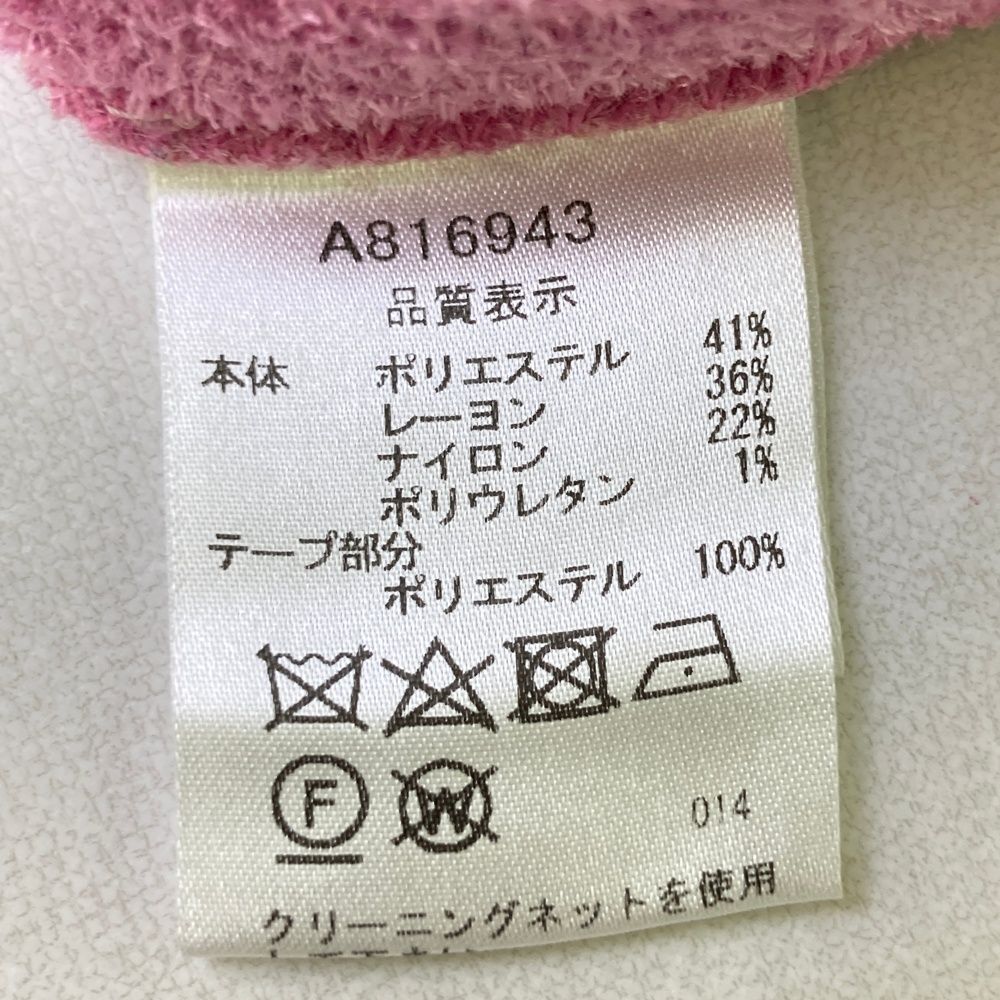 A816943
品質表示
本体 ポリエステル 41%
レーヨン 36%
ナイロン 22%
ポリウレタン 1%
テープ部分
ポリエステル 100%
F W 014
クリーニングネットを使用